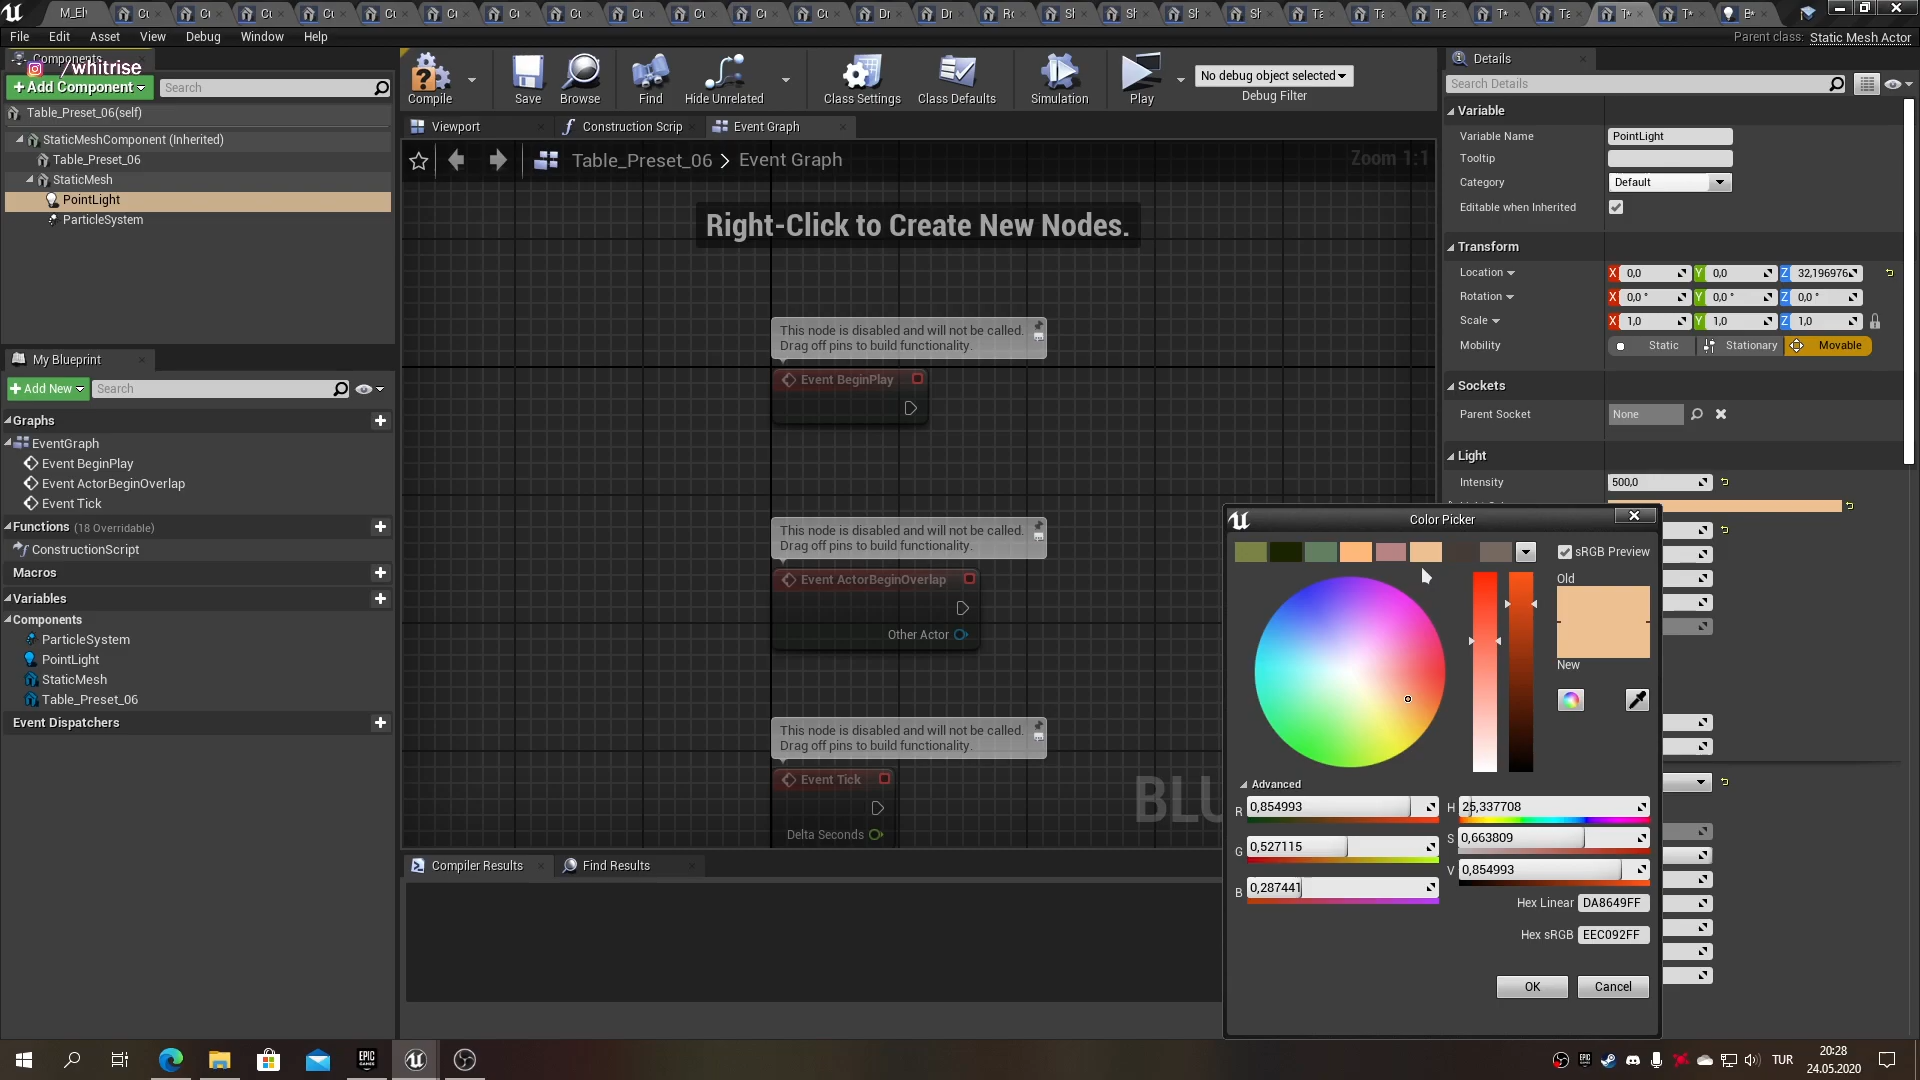 M_El
File Edit Asset View Debug Window Help
Parent class: Static Mesh Actor
Components
/whitrise
Add Component
Search
Table_Preset_06(self)
StaticMeshComponent (Inherited)
Table_Preset_06
StaticMesh
PointLight
ParticleSystem
My Blueprint
Add New
Search
Graphs
EventGraph
Event BeginPlay
Event ActorBeginOverlap
Event Tick
Functions (18 Overridable)
ConstructionScript
Macros
Variables
Components
ParticleSystem
PointLight
StaticMesh
Table_Preset_06
Event Dispatchers
Compile Save Browse Find Hide Unrelated Class Settings Class Defaults Simulation Play
No debug object selected
Debug Filter
Viewport Construction Scrip Event Graph
Table_Preset_06 > Event Graph
Zoom 1:1
Right-Click to Create New Nodes.
This node is disabled and will not be called.
Drag off pins to build functionality.
Event BeginPlay
This node is disabled and will not be called.
Drag off pins to build functionality.
Event ActorBeginOverlap
Other Actor
This node is disabled and will not be called.
Drag off pins to build functionality.
Event Tick
Delta Seconds
BLU
Compiler Results Find Results
Details
Search Details
Variable
Variable Name PointLight
Tooltip
Category Default
Editable when Inherited
Transform
Location X 0,0 Y 0,0 Z 32,196976
Rotation X 0,0 ° Y 0,0 ° Z 0,0 °
Scale X 1,0 Y 1,0 Z 1,0
Mobility Static Stationary Movable
Sockets
Parent Socket None
Light
Intensity 500,0
Color Picker
sRGB Preview
Old
New
Advanced
R 0,854993 H 25,337708
G 0,527115 S 0,663809
B 0,287441 V 0,854993
Hex Linear DA8649FF
Hex sRGB EEC092FF
OK Cancel
EPIC GAMES
TUR
20:28
24.05.2020